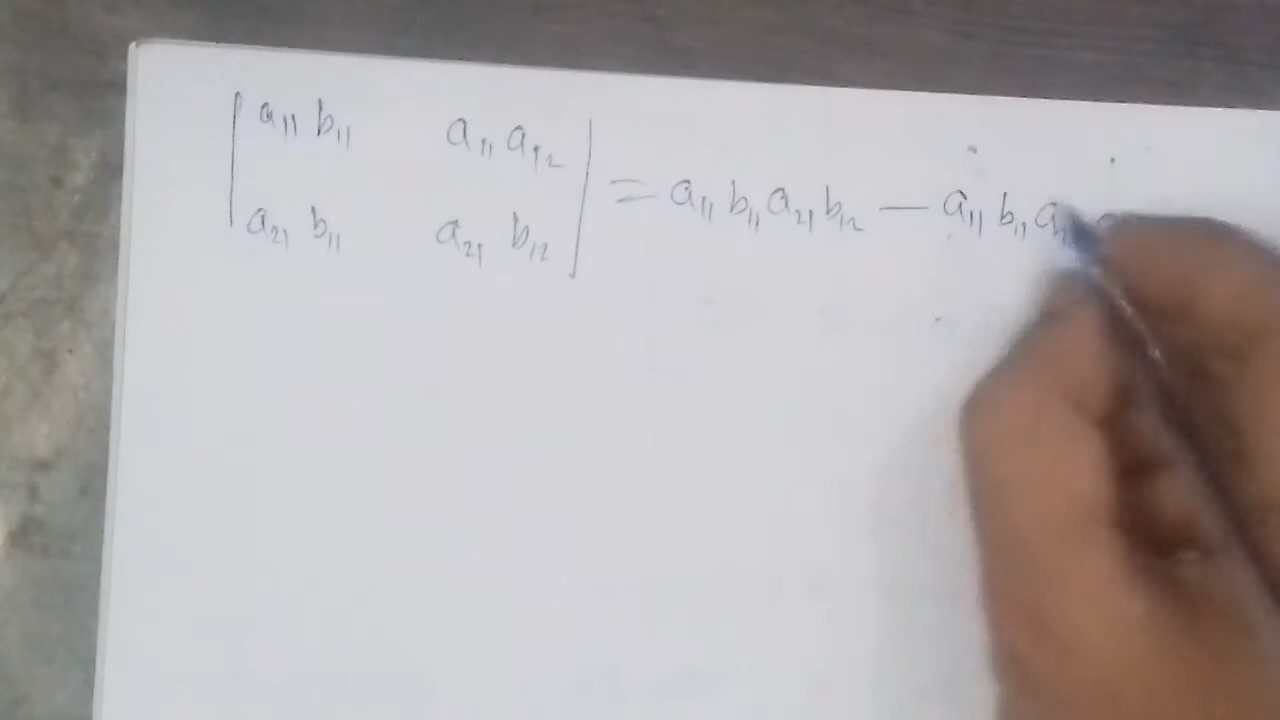 | a₁₁ b₁₁ a₁₁ a₁₂ |
| a₂₁ b₁₁ a₂₁ b₁₂ | = a₁₁ b₁₁ a₂₁ b₁₂ — a₁₁ b₁₁ a